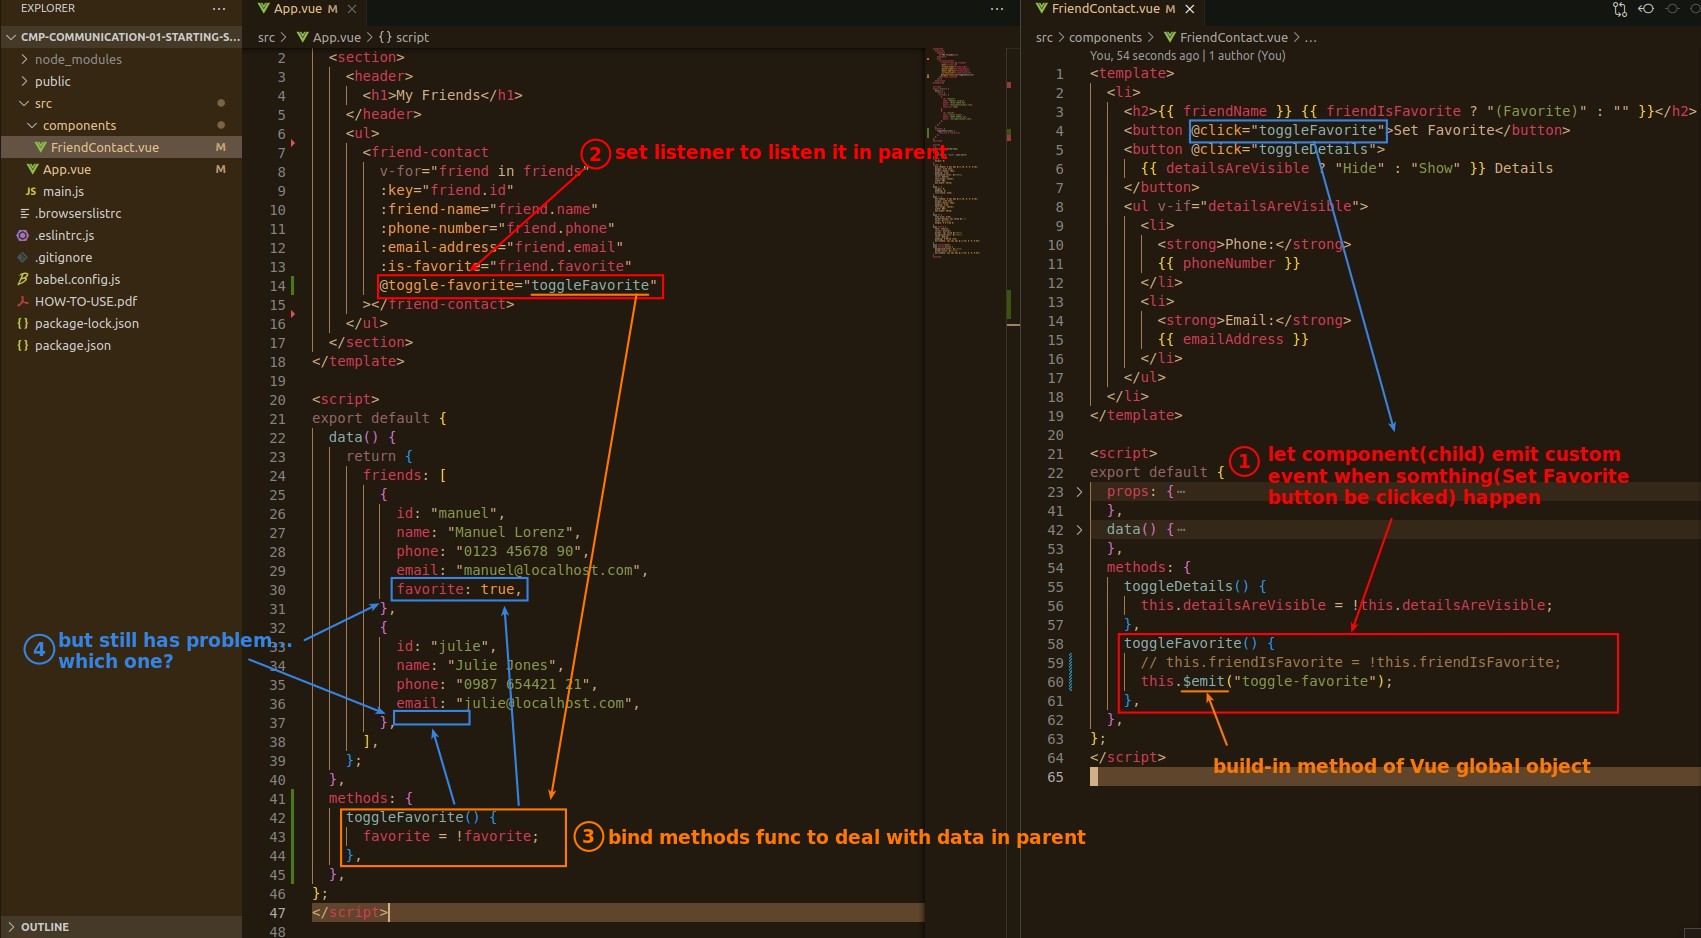 EXPLORER
···
CMP-COMMUNICATION-01-STARTING-S...
node_modules
public
src
components
FriendContact.vue M
App.vue M
JS main.js
.browserslistrc
.eslintrc.js
.gitignore
babel.config.js
HOW-TO-USE.pdf
{} package-lock.json
{} package.json
OUTLINE
App.vue M
···
src > App.vue > {} script
2 <section>
3 <header>
4 <h1>My Friends</h1>
5 </header>
6 <ul>
7 <friend-contact
8 v-for="friend in friends"
9 :key="friend.id"
10 :friend-name="friend.name"
11 :phone-number="friend.phone"
12 :email-address="friend.email"
13 :is-favorite="friend.favorite"
14 @toggle-favorite="toggleFavorite"
15 ></friend-contact>
16 </ul>
17 </section>
18 </template>
19
20 <script>
21 export default {
22 data() {
23 return {
24 friends: [
25 {
26 id: "manuel",
27 name: "Manuel Lorenz",
28 phone: "0123 45678 90",
29 email: "manuel@localhost.com",
30 favorite: true,
31 },
32 {
33 id: "julie",
34 name: "Julie Jones",
35 phone: "0987 654421 21",
36 email: "julie@localhost.com",
37 },
38 ],
39 };
40 },
41 methods: {
42 toggleFavorite() {
43 favorite = !favorite;
44 },
45 },
46 };
47 </script>
48
2 set listener to listen it in parent
3 bind methods func to deal with data in parent
4 but still has problem...
which one?
FriendContact.vue M
src > components > FriendContact.vue > ...
You, 54 seconds ago | 1 author (You)
1 <template>
2 <li>
3 <h2>{{ friendName }} {{ friendIsFavorite ? "(Favorite)" : "" }}</h2>
4 <button @click="toggleFavorite">Set Favorite</button>
5 <button @click="toggleDetails">
6 {{ detailsAreVisible ? "Hide" : "Show" }} Details
7 </button>
8 <ul v-if="detailsAreVisible">
9 <li>
10 <strong>Phone:</strong>
11 {{ phoneNumber }}
12 </li>
13 <li>
14 <strong>Email:</strong>
15 {{ emailAddress }}
16 </li>
17 </ul>
18 </li>
19 </template>
20
21 <script>
22 export default {
23 props: {···
41 },
42 data() {···
53 },
54 methods: {
55 toggleDetails() {
56 this.detailsAreVisible = !this.detailsAreVisible;
57 },
58 toggleFavorite() {
59 // this.friendIsFavorite = !this.friendIsFavorite;
60 this.$emit("toggle-favorite");
61 },
62 },
63 };
64 </script>
65
1 let component(child) emit custom
event when somthing(Set Favorite
button be clicked) happen
build-in method of Vue global object